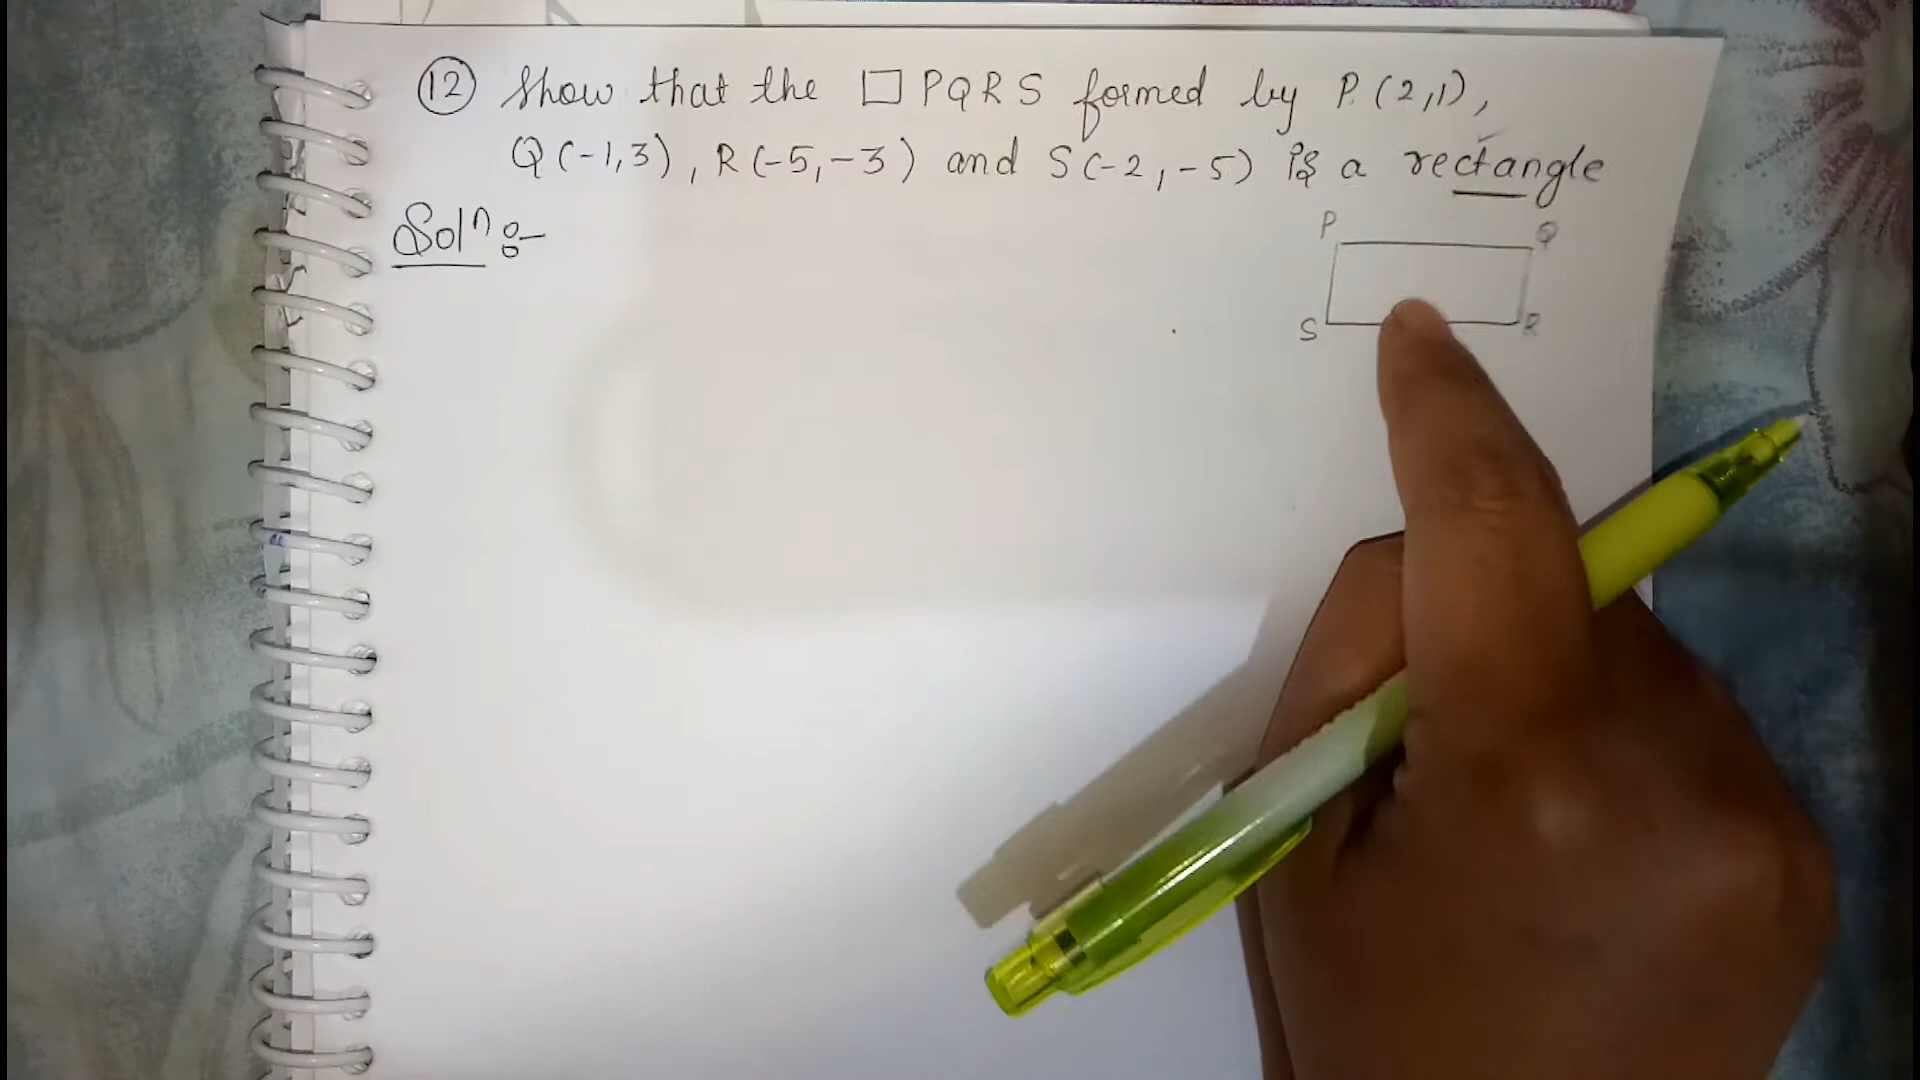 12 Show that the □ PQRS formed by P(2,1),
Q(-1,3), R(-5,-3) and S(-2,-5) is a rectangle
Solⁿ:-
P Q
S R